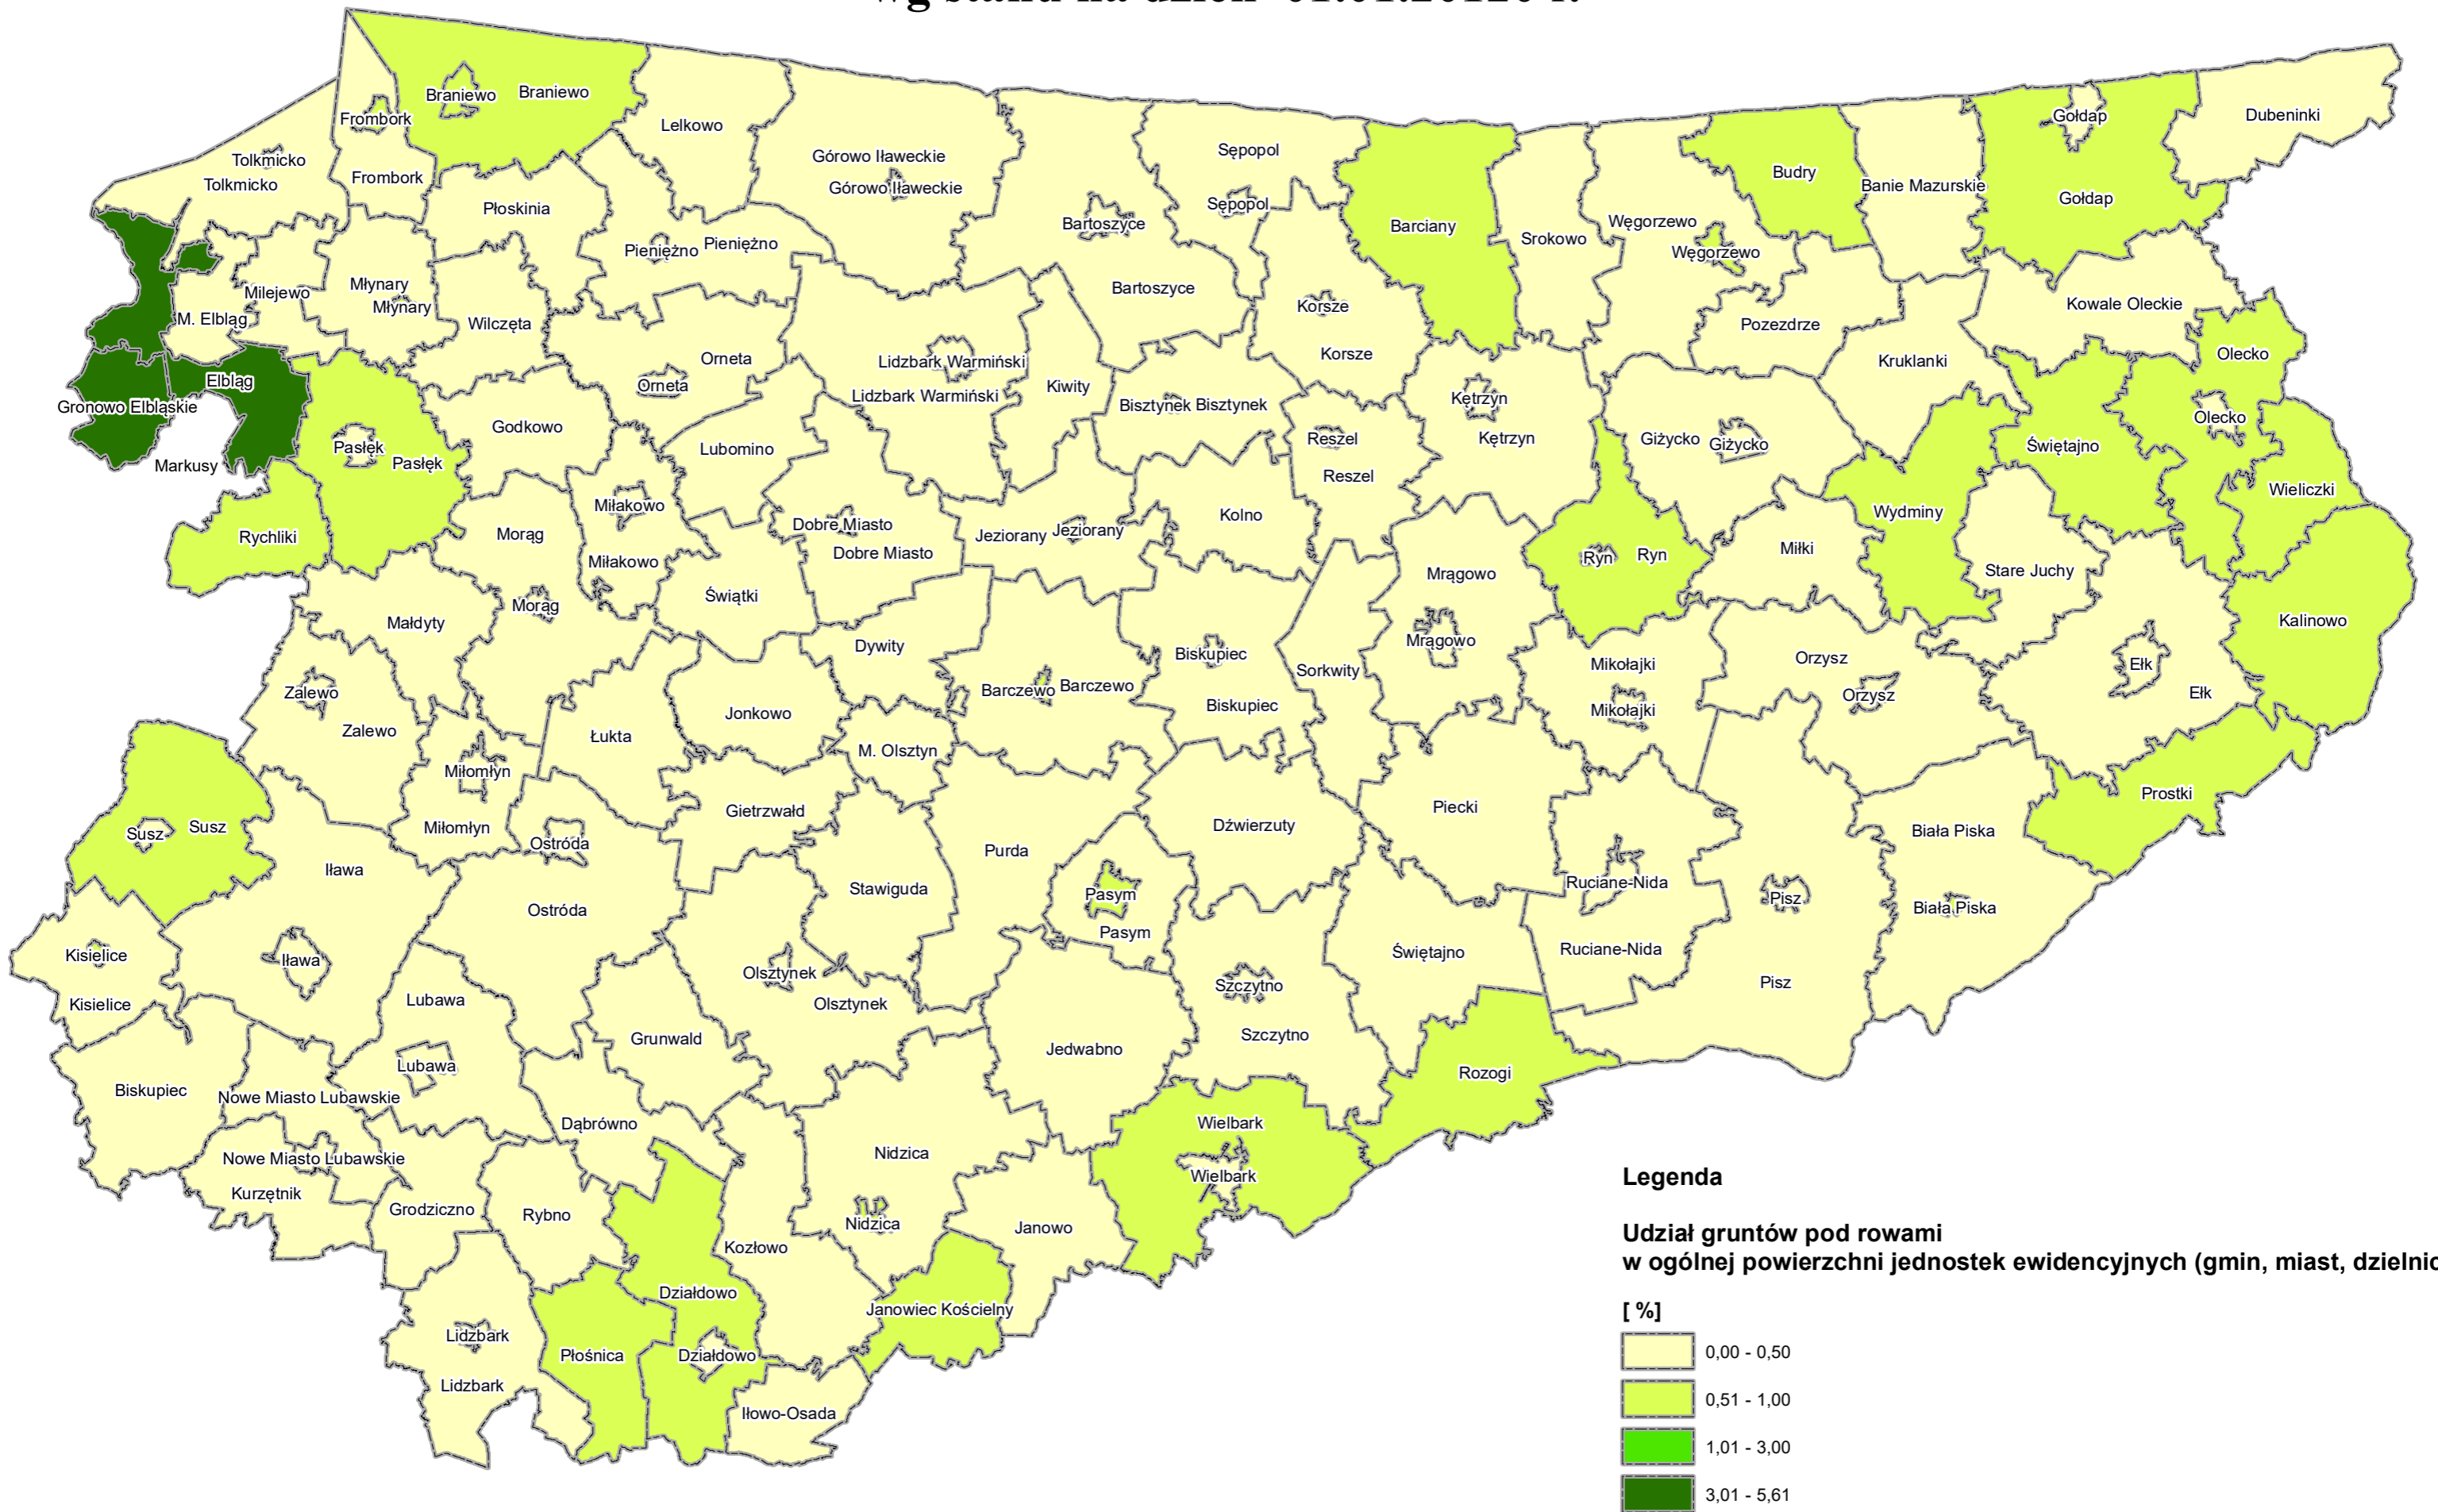 Braniewo
Braniewo
Frombork
Lelkowo
Gołdap
Dubeninki
Tolkmicko
Tolkmicko
Frombork
Górowo Iławeckie
Górowo Iławeckie
Sępopol
Sępopol
Budry
Banie Mazurskie
Gołdap
Płoskinia
Pieniężno
Pieniężno
Bartoszyce
Barciany
Srokowo
Węgorzewo
Węgorzewo
Milejewo
Młynary
Młynary
M. Elbląg
Wilczęta
Bartoszyce
Korsze
Korsze
Pozezdrze
Kowale Oleckie
Olecko
Elbląg
Gronowo Elbląskie
Orneta
Orneta
Lidzbark Warmiński
Lidzbark Warmiński
Kiwity
Bisztynek
Bisztynek
Kętrzyn
Kętrzyn
Kruklanki
Olecko
Markusy
Pasłęk
Pasłęk
Godkowo
Lubomino
Reszel
Reszel
Giżycko
Giżycko
Świętajno
Wieliczki
Rychliki
Morąg
Miłakowo
Miłakowo
Dobre Miasto
Dobre Miasto
Jeziorany
Jeziorany
Kolno
Mrągowo
Ryn
Ryn
Miłki
Wydminy
Stare Juchy
Kalinowo
Małdyty
Morąg
Świątki
Dywity
Biskupiec
Sorkwity
Mrągowo
Mikołajki
Mikołajki
Orzysz
Orzysz
Ełk
Ełk
Zalewo
Zalewo
Łukta
Jonkowo
Barczewo
Barczewo
Biskupiec
M. Olsztyn
Miłomłyn
Miłomłyn
Gietrzwałd
Dźwierzuty
Piecki
Prostki
Susz
Susz
Iława
Ostróda
Ostróda
Stawiguda
Purda
Pasym
Pasym
Ruciane-Nida
Ruciane-Nida
Pisz
Pisz
Biała Piska
Biała Piska
Kisielice
Kisielice
Iława
Lubawa
Olsztynek
Olsztynek
Szczytno
Szczytno
Świętajno
Biskupiec
Nowe Miasto Lubawskie
Lubawa
Grunwald
Jedwabno
Rozogi
Dąbrówno
Nidzica
Wielbark
Wielbark
Nowe Miasto Lubawskie
Kurzętnik
Grodziczno
Rybno
Kozłowo
Nidzica
Janowo
Działdowo
Janowiec Kościelny
Lidzbark
Lidzbark
Płośnica
Działdowo
Iłowo-Osada
Legenda
Udział gruntów pod rowami
w ogólnej powierzchni jednostek ewidencyjnych (gmin, miast,
[ %]
0,00 - 0,50
0,51 - 1,00
1,01 - 3,00
3,01 - 5,61